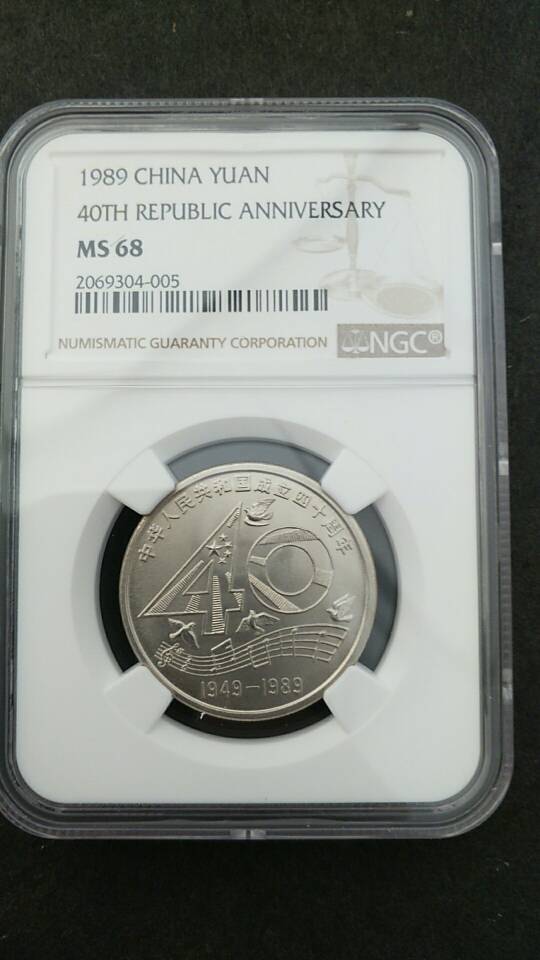 1989 CHINA YUAN
40TH REPUBLIC ANNIVERSARY
MS 68
2069304-005
NUMISMATIC GUARANTY CORPORATION NGC®
中华人民共和国成立四十周年
40
1949-1989